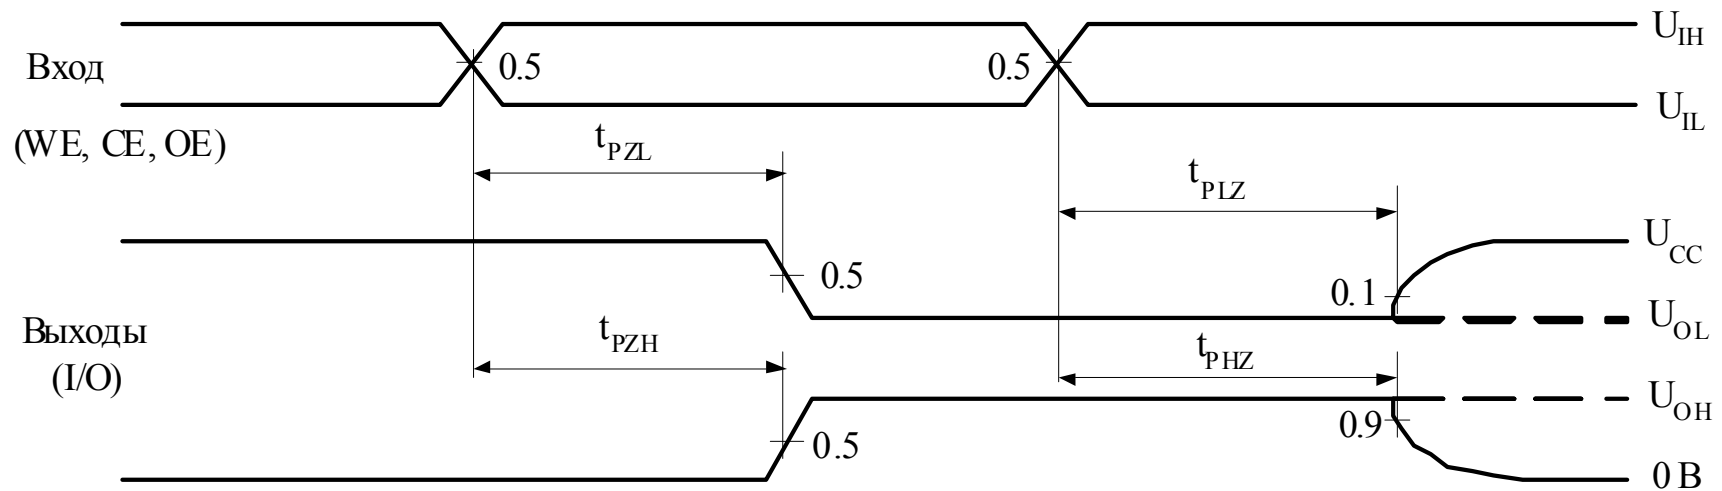 U_IH
Вход
0.5
0.5
U_IL
(WE, CE, OE)
t_PZL
t_PLZ
U_CC
0.5
0.1
U_OL
Выходы
(I/O)
t_PZH
t_PHZ
U_OH
0.5
0.9
0 В